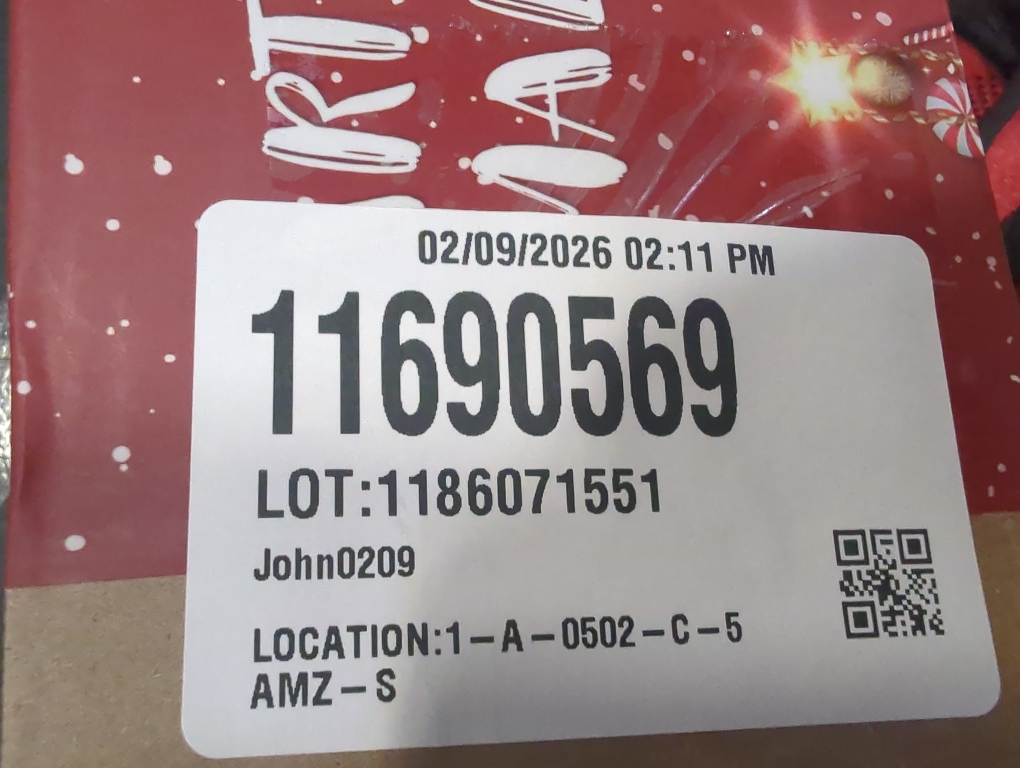 02/09/2026 02:11 PM
11690569
LOT:1186071551
John0209
LOCATION:1-A-0502-C-5
AMZ-S